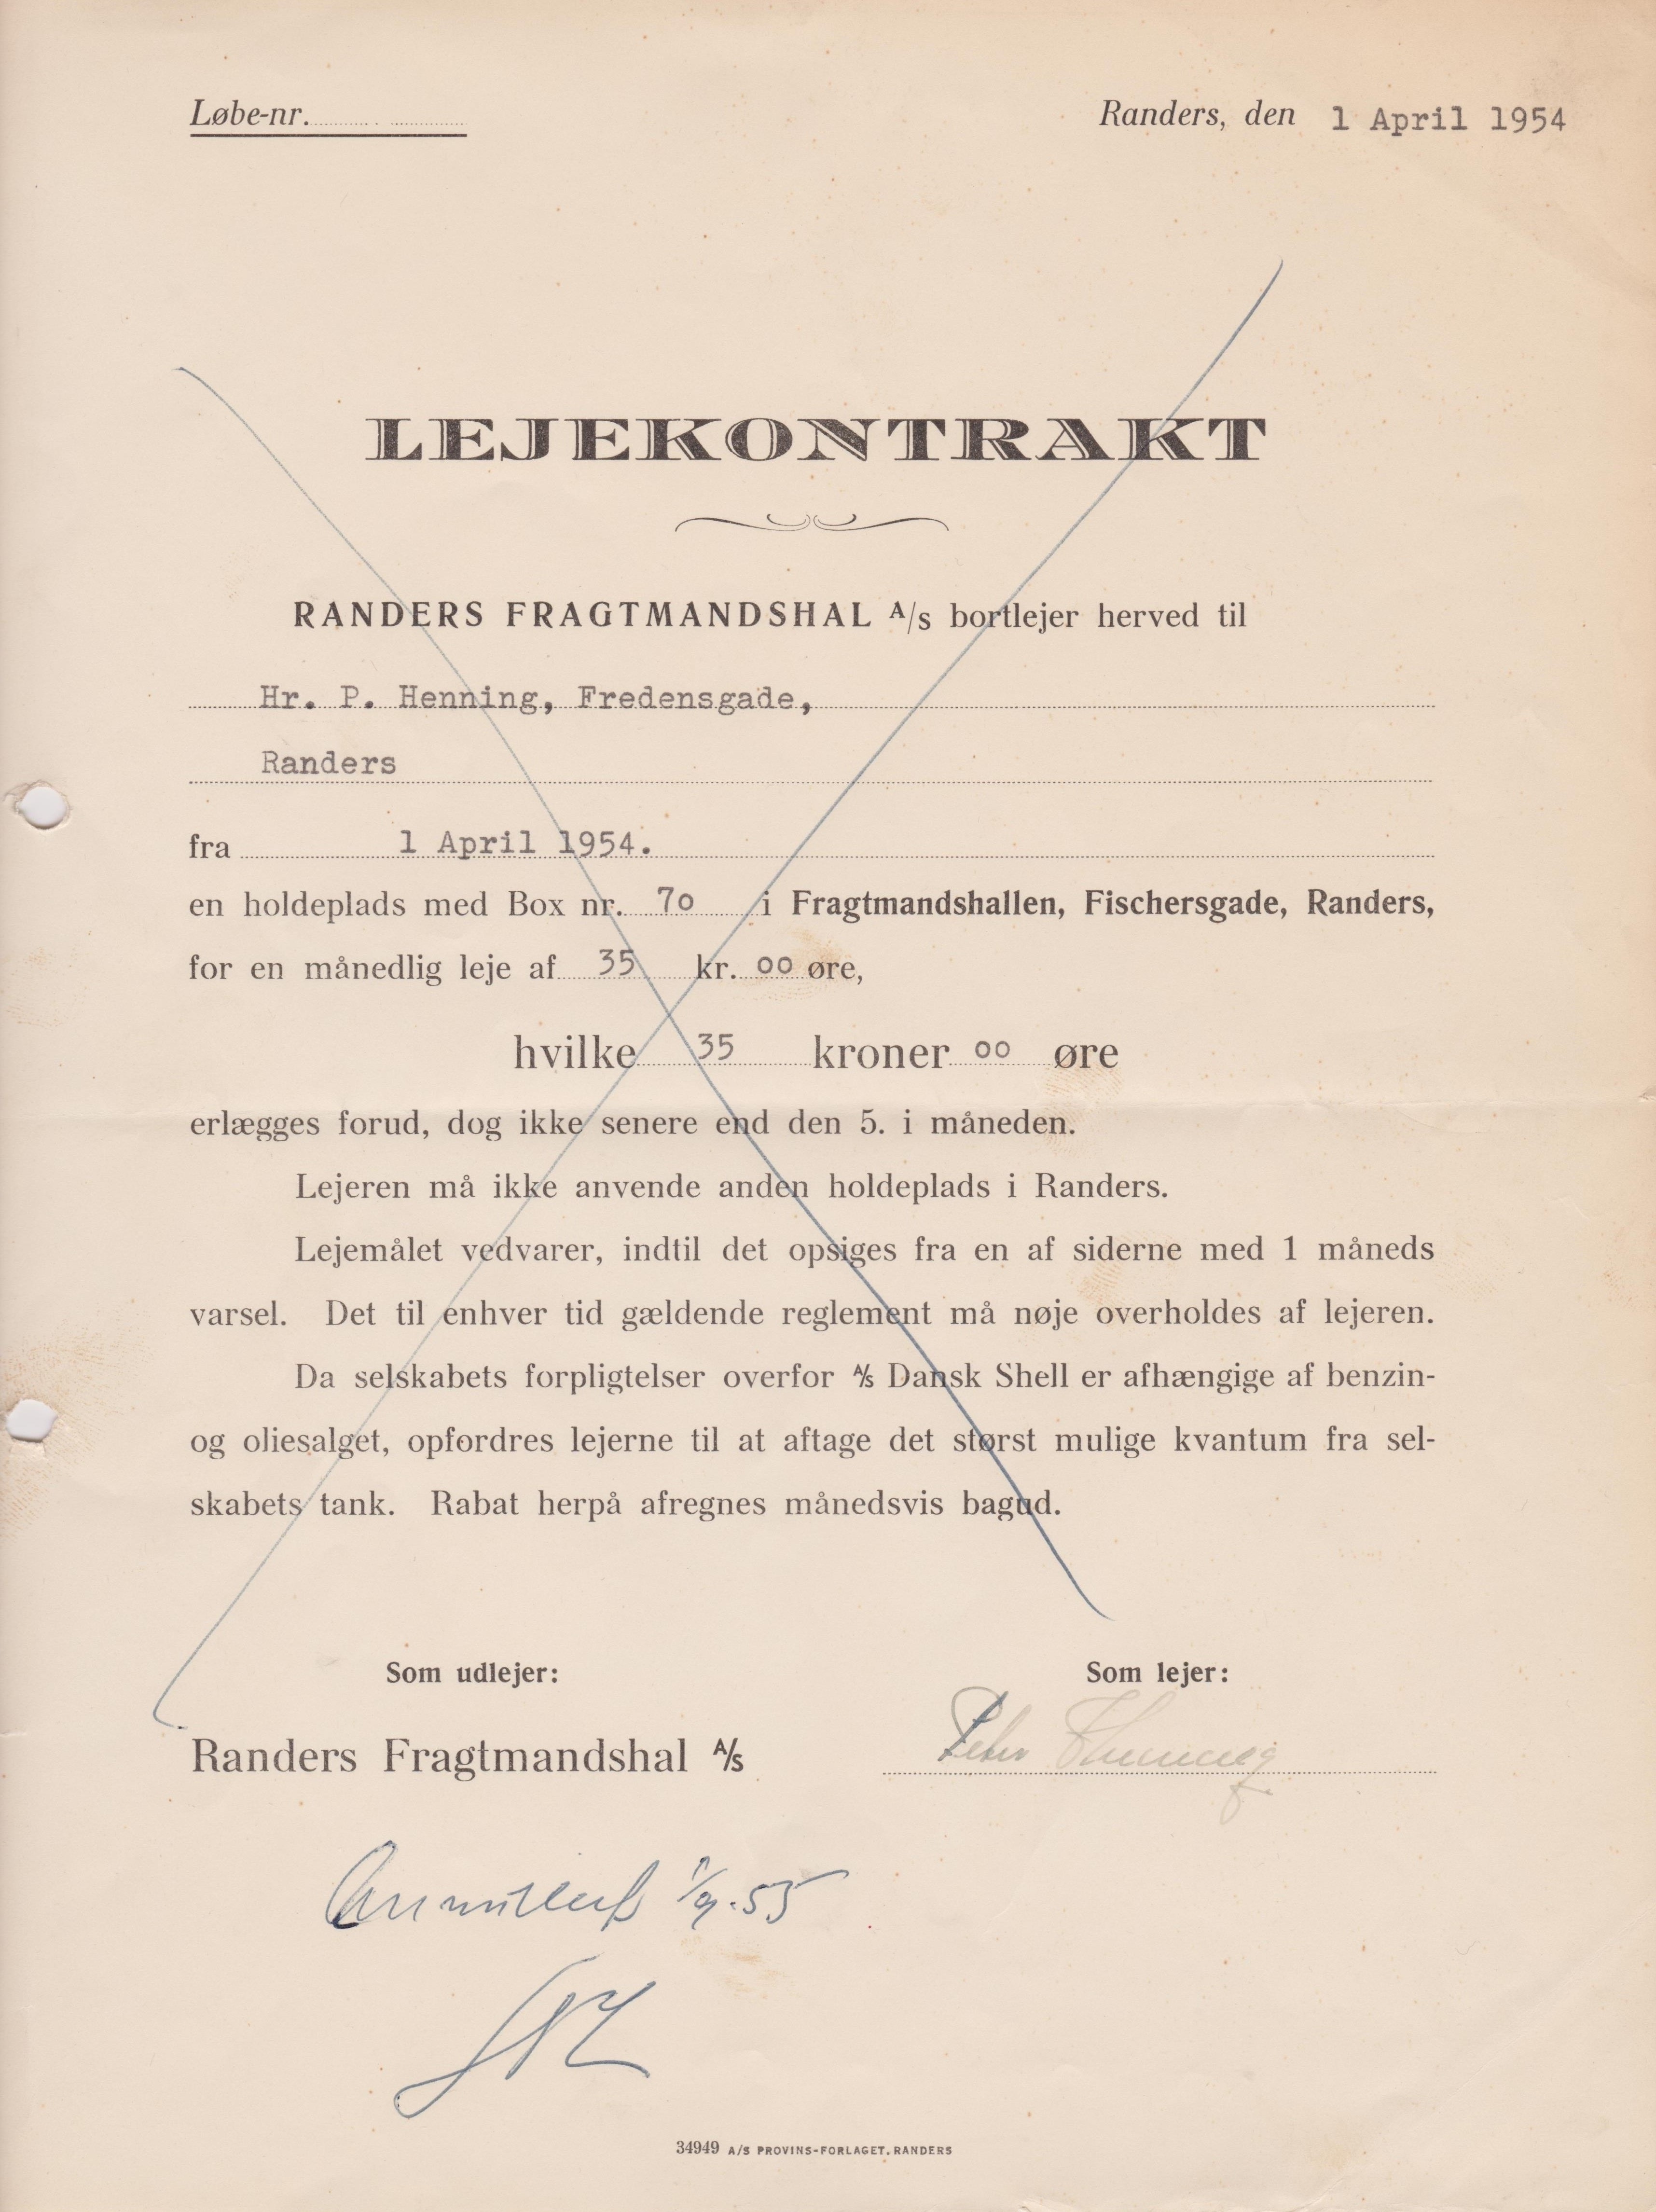 Løbe-nr.
Randers, den 1 April 1954
LEJEKONTRAKT
RANDERS FRAGTMANDSHAL A/s bortlejer herved til
Hr. P. Henning, Fredensgade,
Randers
fra 1 April 1954.
en holdeplads med Box nr. 70 i Fragtmandshallen, Fischersgade, Randers,
for en månedlig leje af 35 kr. 00 øre,
hvilke 35 kroner 00 øre
erlægges forud, dog ikke senere end den 5. i måneden.
Lejeren må ikke anvende anden holdeplads i Randers.
Lejemålet vedvarer, indtil det opsiges fra en af siderne med 1 måneds
varsel. Det til enhver tid gældende reglement må nøje overholdes af lejeren.
Da selskabets forpligtelser overfor A/s Dansk Shell er afhængige af benzin-
og oliesalget, opfordres lejerne til at aftage det størst mulige kvantum fra sel-
skabets tank. Rabat herpå afregnes månedsvis bagud.
Som udlejer:
Som lejer:
Randers Fragtmandshal A/s
Peter Henning
Annulleret 1/9.55
34949 A/S PROVINS-FORLAGET, RANDERS